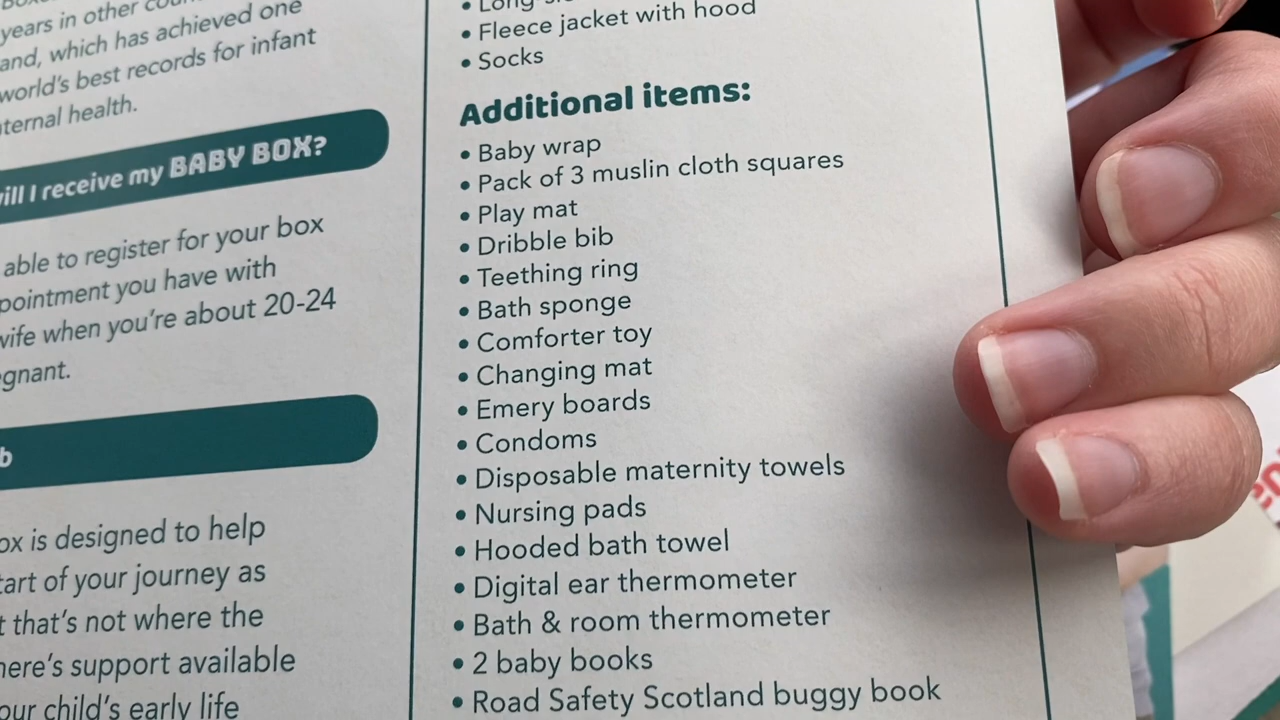 years in other
and, which has achieved one
world's best records for infant
ternal health.
will I receive my BABY BOX?
able to register for your box
pointment you have with
wife when you're about 20-24
gnant.
b
ox is designed to help
tart of your journey as
t that's not where the
here's support available
our child's early life
• Fleece jacket with hood
• Socks
Additional items:
• Baby wrap
• Pack of 3 muslin cloth squares
• Play mat
• Dribble bib
• Teething ring
• Bath sponge
• Comforter toy
• Changing mat
• Emery boards
• Condoms
• Disposable maternity towels
• Nursing pads
• Hooded bath towel
• Digital ear thermometer
• Bath & room thermometer
• 2 baby books
• Road Safety Scotland buggy book